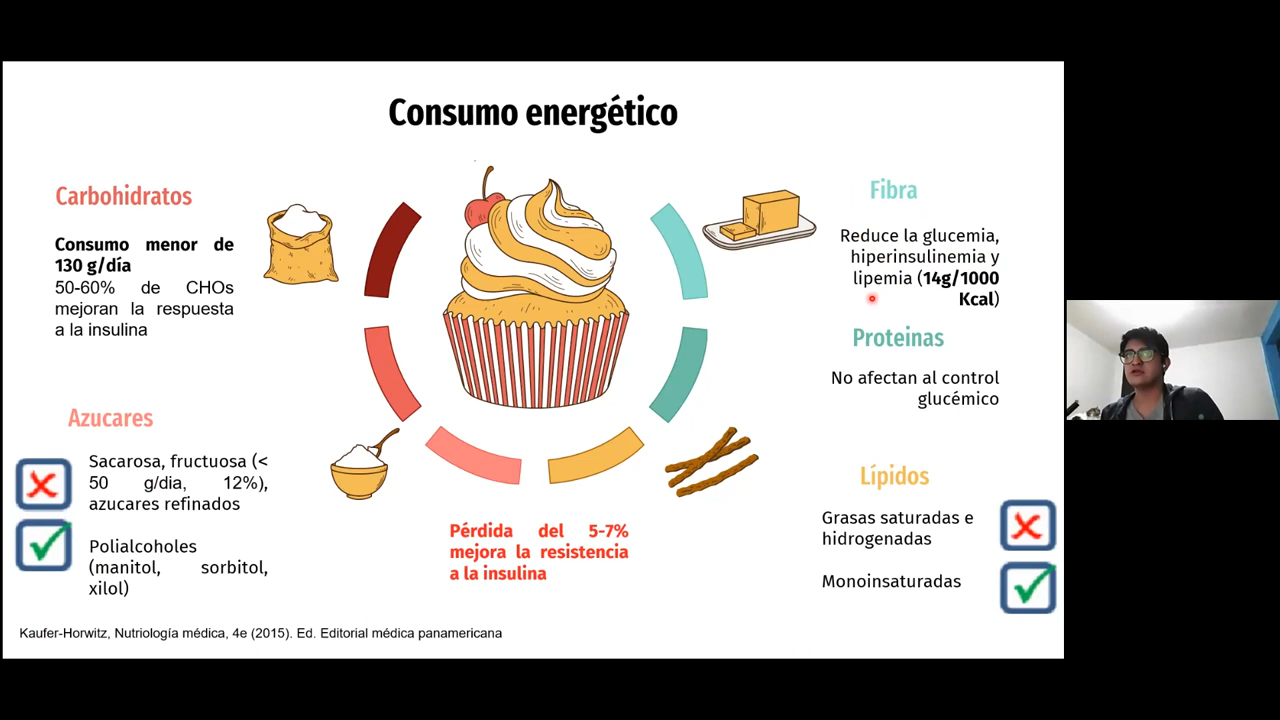 Consumo energético
Carbohidratos
Consumo menor de
130 g/día
50-60% de CHOs
mejoran la respuesta
a la insulina
Azucares
Sacarosa, fructuosa (<
50 g/dia, 12%),
azucares refinados
Polialcoholes
(manitol, sorbitol,
xilol)
Pérdida del 5-7%
mejora la resistencia
a la insulina
Fibra
Reduce la glucemia,
hiperinsulinemia y
lipemia (14g/1000
Kcal)
Proteinas
No afectan al control
glucémico
Lípidos
Grasas saturadas e
hidrogenadas
Monoinsaturadas
Kaufer-Horwitz, Nutriología médica, 4e (2015). Ed. Editorial médica panamericana